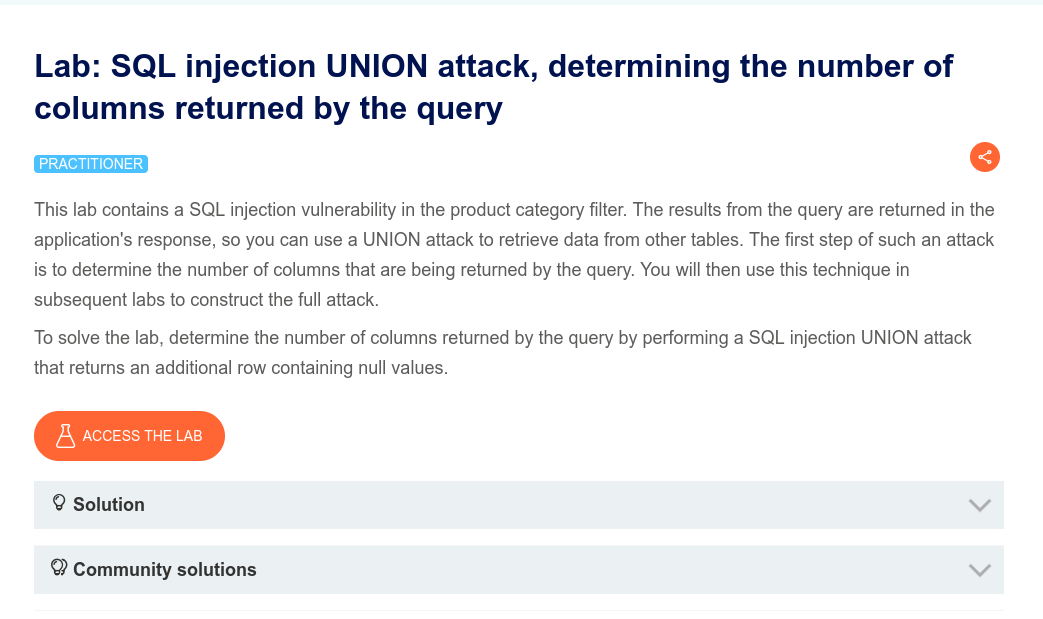 Lab: SQL injection UNION attack, determining the number of
columns returned by the query
PRACTITIONER
This lab contains a SQL injection vulnerability in the product category filter. The results from the query are returned in the
application's response, so you can use a UNION attack to retrieve data from other tables. The first step of such an attack
is to determine the number of columns that are being returned by the query. You will then use this technique in
subsequent labs to construct the full attack.
To solve the lab, determine the number of columns returned by the query by performing a SQL injection UNION attack
that returns an additional row containing null values.
ACCESS THE LAB
Solution
Community solutions